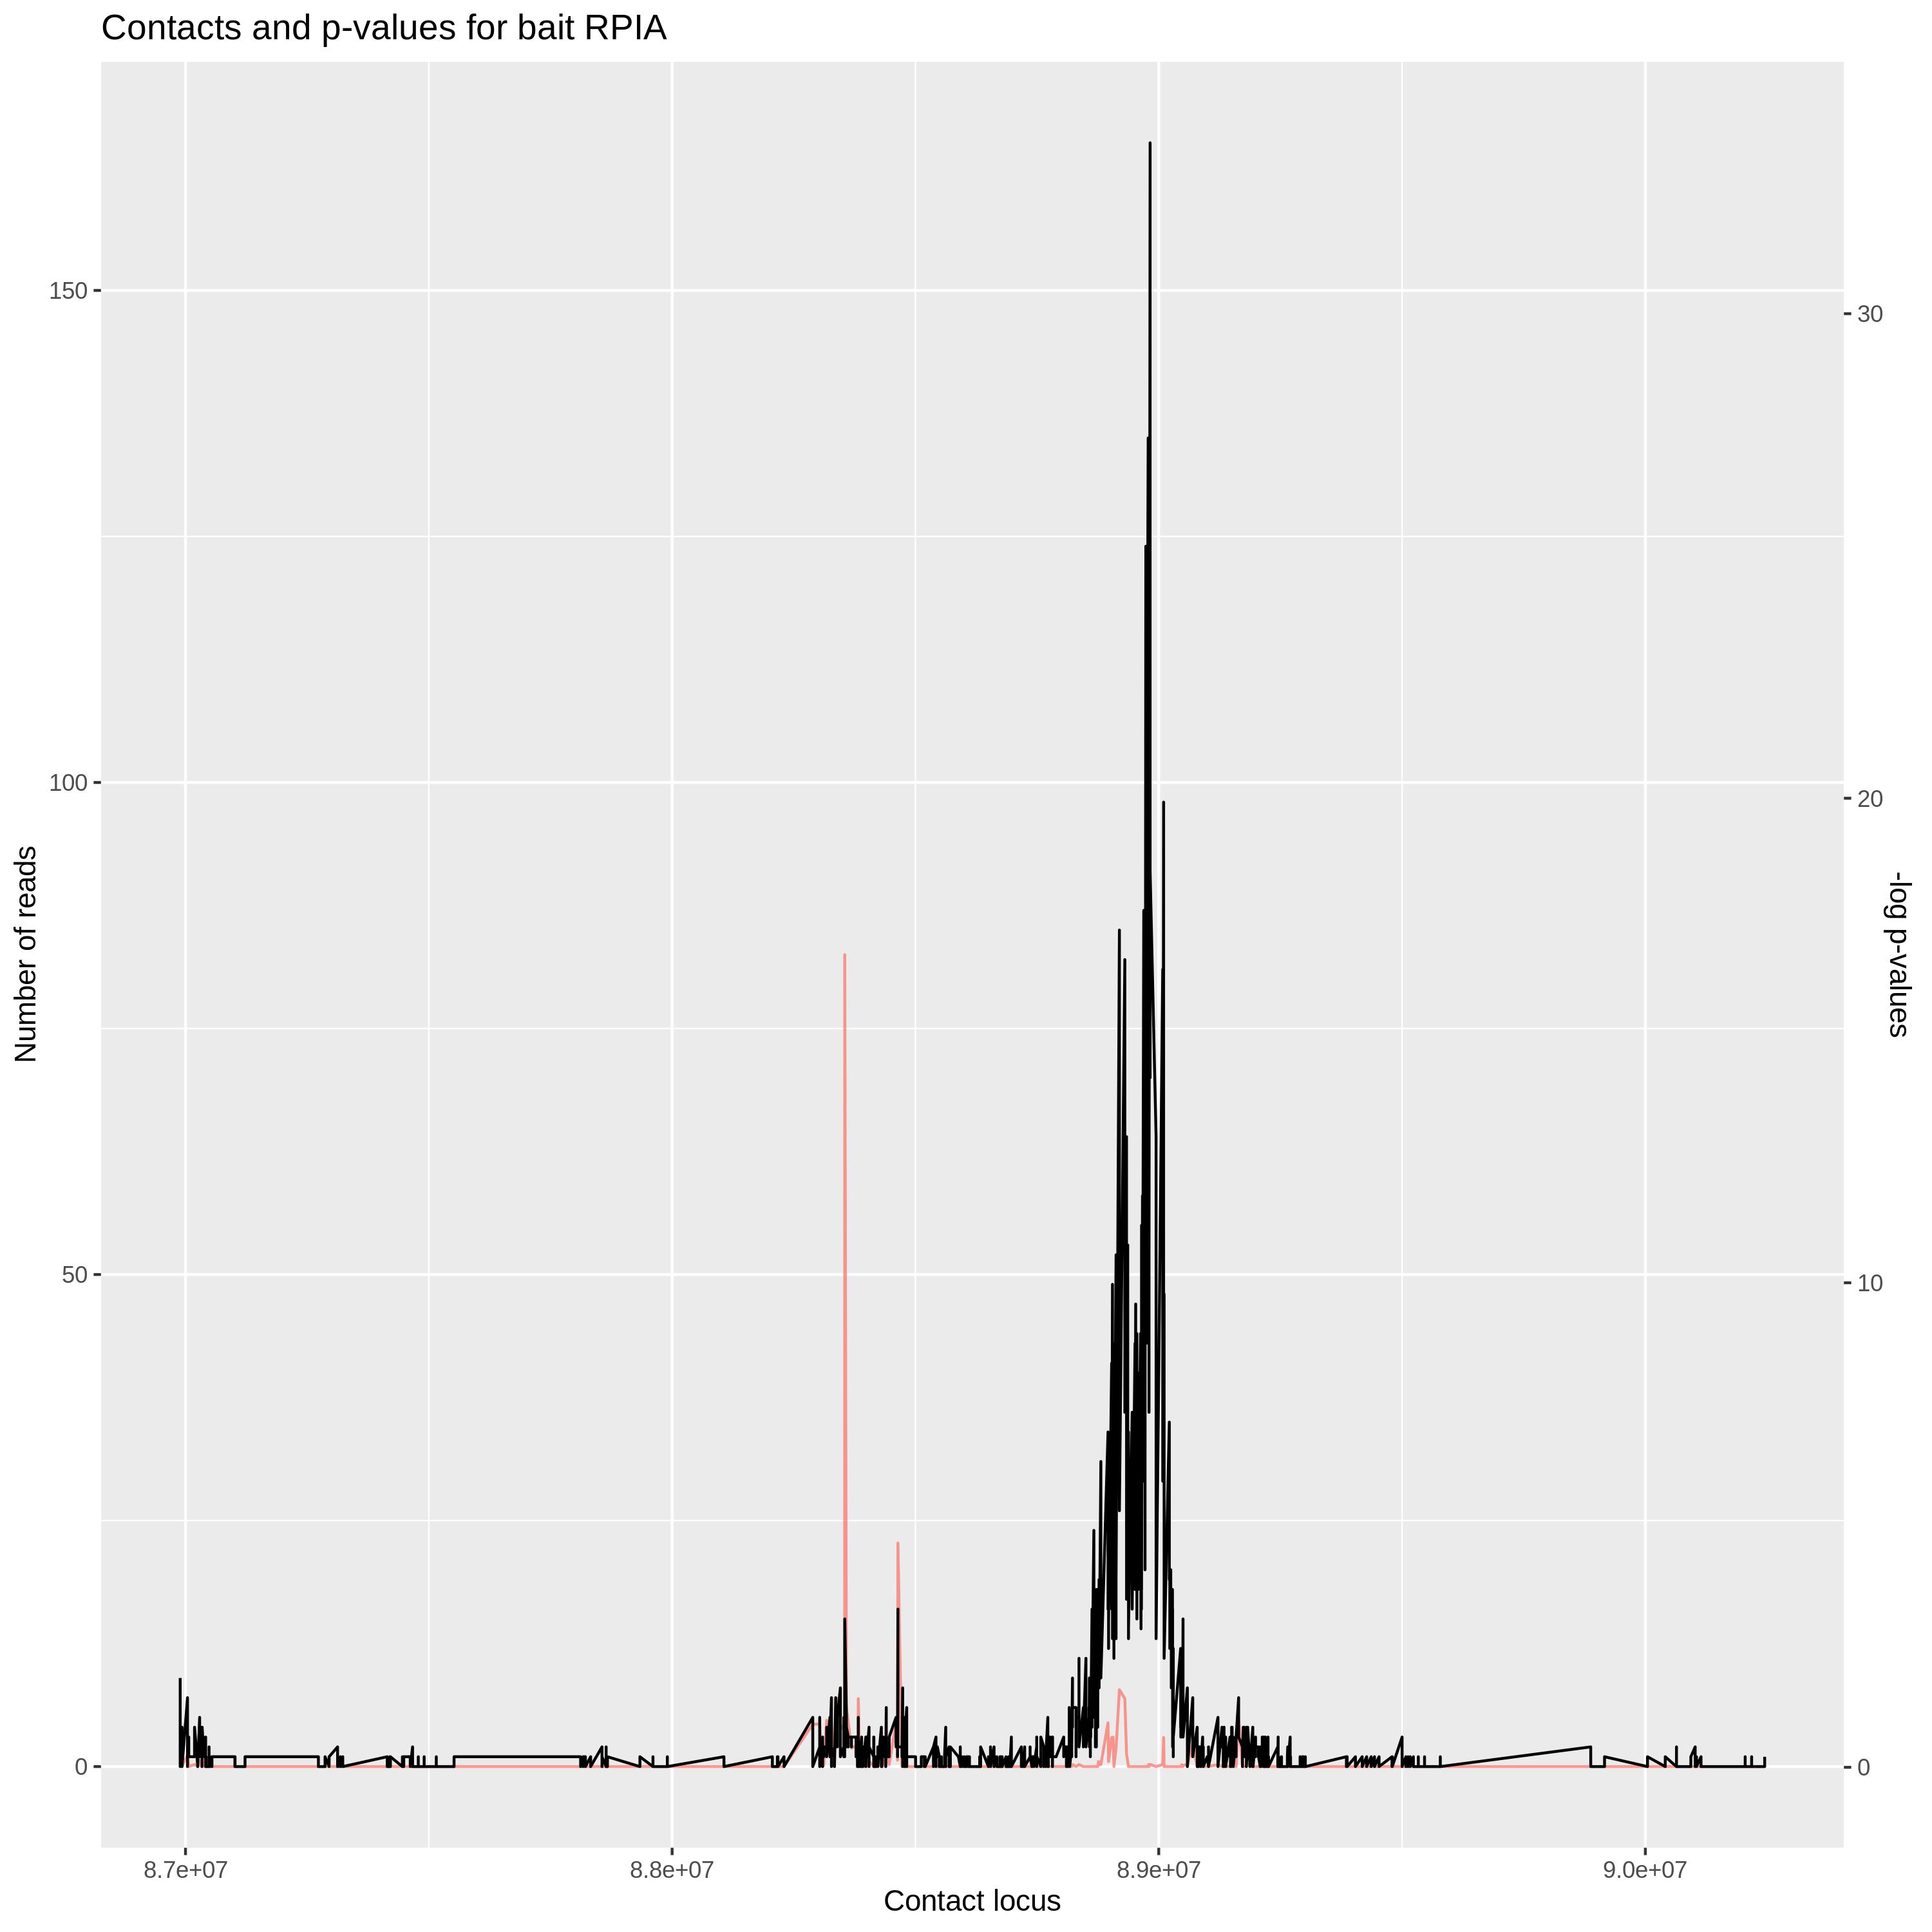 Contacts and p-values for bait RPIA
150
100
50
0
Number of reads
30
20
10
0
-log p-values
8.7e+07
8.8e+07
8.9e+07
9.0e+07
Contact locus